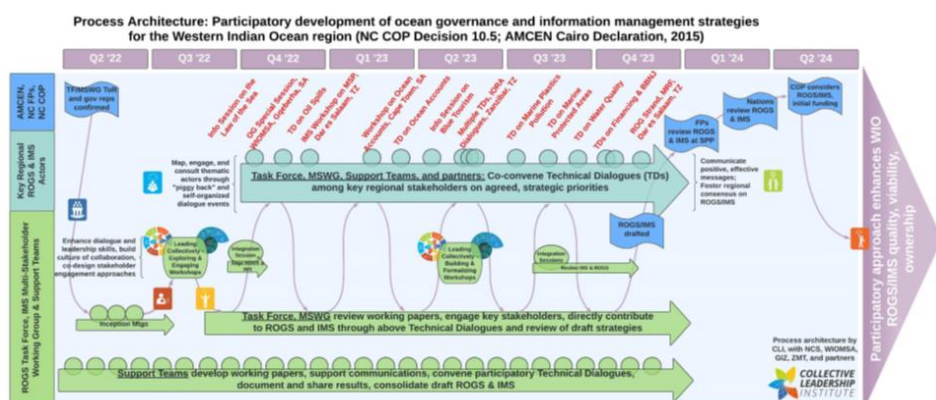 Process Architecture: Participatory development of ocean governance and information management strategies
for the Western Indian Ocean region (NC COP Decision 10.5; AMCEN Cairo Declaration, 2015)
Q2 '22
Q3 '22
Q4 '22
Q1 '23
Q2 '23
Q3 '23
Q4 '23
Q1 '24
Q2 '24
AMCEN,
NC FPs,
NC COP
TF/MSWG ToR
and gov reps
confirmed
Info Session on the
Law of the Sea
OG Special Session,
WIOMSA, Gqeberha, SA
TD on Oil Spills
IMS Workshop on MSP,
Dar es Salaam, TZ
Workshop on Ocean
Accounts, Cape Town, SA
TD on Ocean Accounts
Info Session on
Blue Tourism
Multiple TDs, IORA
Dialogues, Zanzibar, TZ
TD on Marine Plastics
Pollution
TD on Marine
Protected Areas
TD on Water Quality
TDs on Financing & BBNJ
ROG Strand, MRF,
Dar es Salaam, TZ
FPs
review ROGS
& IMS at SPP
Nations
review ROGS
& IMS
COP considers
ROGS/IMS,
initial funding
Key Regional
ROGS & IMS
Actors
Map, engage, and
consult thematic
actors through
"piggy back" and
self-organized
dialogue events
Task Force, MSWG, Support Teams, and partners: Co-convene Technical Dialogues (TDs)
among key regional stakeholders on agreed, strategic priorities
Communicate
positive, effective
messages;
Foster regional
consensus on
ROGS/IMS
ROGS/IMS
drafted
ROGS Task Force, IMS Multi-Stakeholder
Working Group & Support Teams
Enhance dialogue and
leadership skills, build
culture of collaboration,
co-design stakeholder
engagement approaches
Leading
Collectively:
Exploring &
Engaging
Workshops
Integration
Session
Leading
Collectively:
Building &
Formalizing
Workshops
Integration
Sessions
Review IMS & ROGS
Inception Mtgs
Task Force, MSWG review working papers, engage key stakeholders, directly contribute
to ROGS and IMS through above Technical Dialogues and review of draft strategies
Support Teams develop working papers, support communications, convene participatory Technical Dialogues,
document and share results, consolidate draft ROGS & IMS
Process architecture by
CLI, with NCS, WIOMSA,
GIZ, ZMT, and partners
COLLECTIVE
LEADERSHIP
INSTITUTE
Participatory approach enhances WIO
ROGS/IMS quality, viability,
ownership